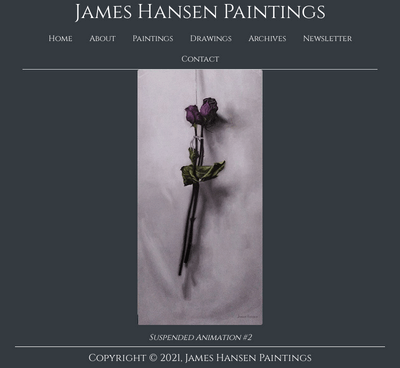 James Hansen Paintings
Home About Paintings Drawings Archives Newsletter
Contact
Suspended Animation #2
Copyright © 2021, James Hansen Paintings